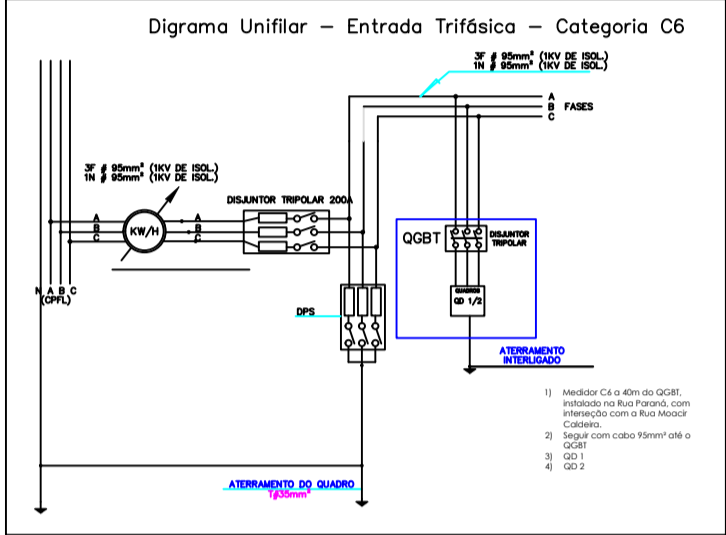 Digrama Unifilar – Entrada Trifásica – Categoria C6
3F # 95mm² (1KV DE ISOL.)
1N # 95mm² (1KV DE ISOL.)
A
B FASES
C
3F # 95mm² (1KV DE ISOL.)
1N # 95mm² (1KV DE ISOL.)
DISJUNTOR TRIPOLAR 200A
A
B
C
KW/H
A
B
C
QGBT
DISJUNTOR
TRIPOLAR
N A B C
(CPFL)
QUADROS
QD 1/2
DPS
ATERRAMENTO
INTERLIGADO
1) Medidor C6 a 40m do QGBT,
instalado na Rua Paraná, com
interseção com a Rua Moacir
Caldeira.
2) Seguir com cabo 95mm² até o
QGBT
3) QD 1
4) QD 2
ATERRAMENTO DO QUADRO
T#35mm²